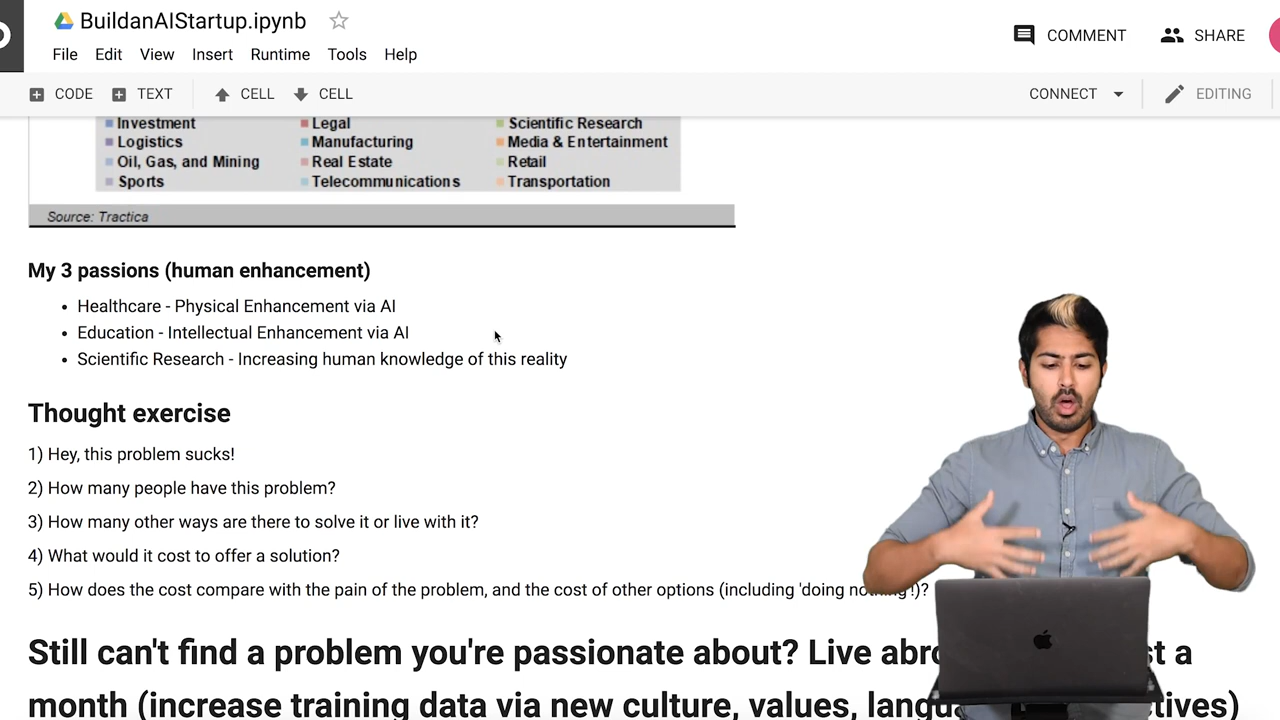 BuildanAIStartup.ipynb
COMMENT
SHARE
File Edit View Insert Runtime Tools Help
CODE TEXT CELL CELL
CONNECT
EDITING
Investment Legal Scientific Research
Logistics Manufacturing Media & Entertainment
Oil, Gas, and Mining Real Estate Retail
Sports Telecommunications Transportation
Source: Tractica
My 3 passions (human enhancement)
• Healthcare - Physical Enhancement via AI
• Education - Intellectual Enhancement via AI
• Scientific Research - Increasing human knowledge of this reality
Thought exercise
1) Hey, this problem sucks!
2) How many people have this problem?
3) How many other ways are there to solve it or live with it?
4) What would it cost to offer a solution?
5) How does the cost compare with the pain of the problem, and the cost of other options (including 'doing nothing')?
Still can't find a problem you're passionate about? Live a
month (increase training data via new culture, values,